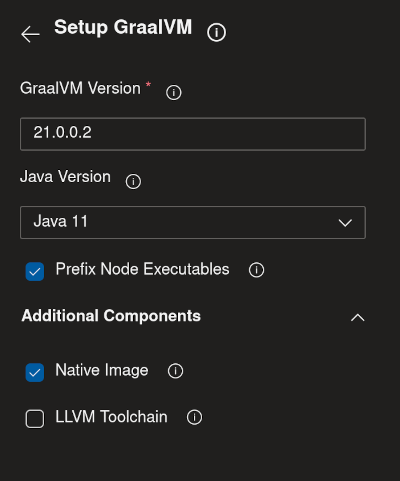 Setup GraalVM
GraalVM Version *
21.0.0.2
Java Version
Java 11
Prefix Node Executables
Additional Components
Native Image
LLVM Toolchain